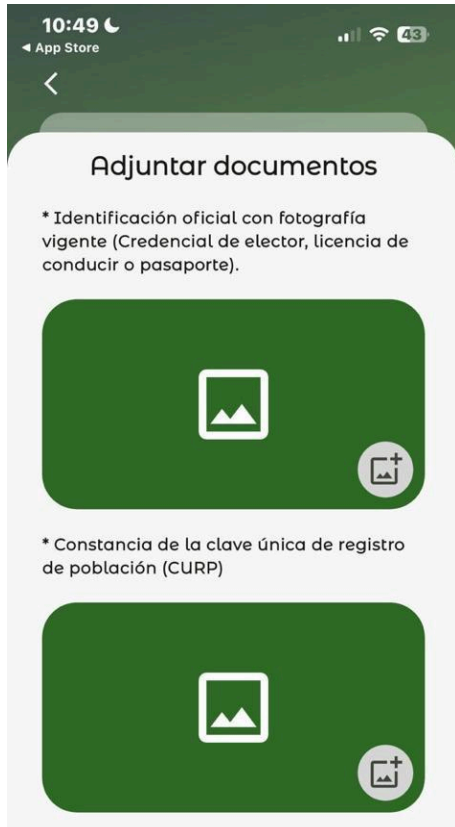 10:49
43
◀ App Store
Adjuntar documentos
* Identificación oficial con fotografía
vigente (Credencial de elector, licencia de
conducir o pasaporte).
* Constancia de la clave única de registro
de población (CURP)